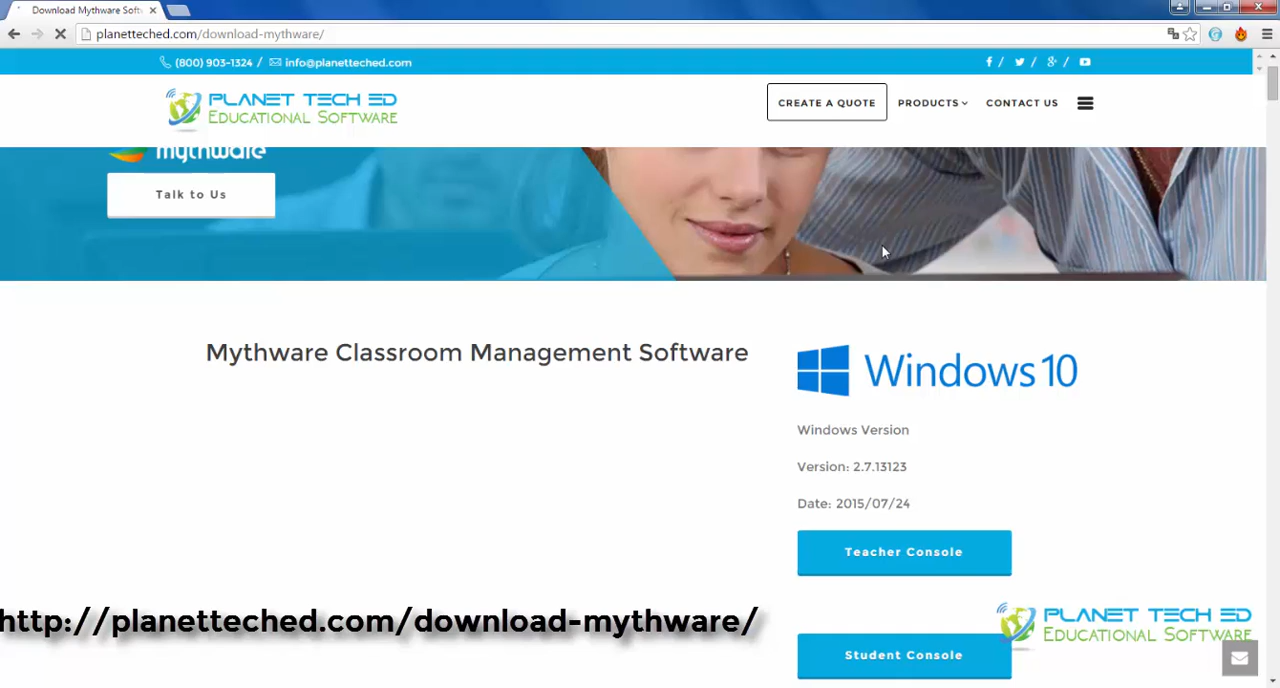 Download Mythware Soft
planetteched.com/download-mythware/
(800) 903-1324 / info@planetteched.com
/ / /
PLANET TECH ED
Educational Software
CREATE A QUOTE PRODUCTS CONTACT US
mythware
Talk to Us
Mythware Classroom Management Software
Windows 10
Windows Version
Version: 2.7.13123
Date: 2015/07/24
Teacher Console
http://planetteched.com/download-mythware/
PLANET TECH ED
Educational Software
Student Console